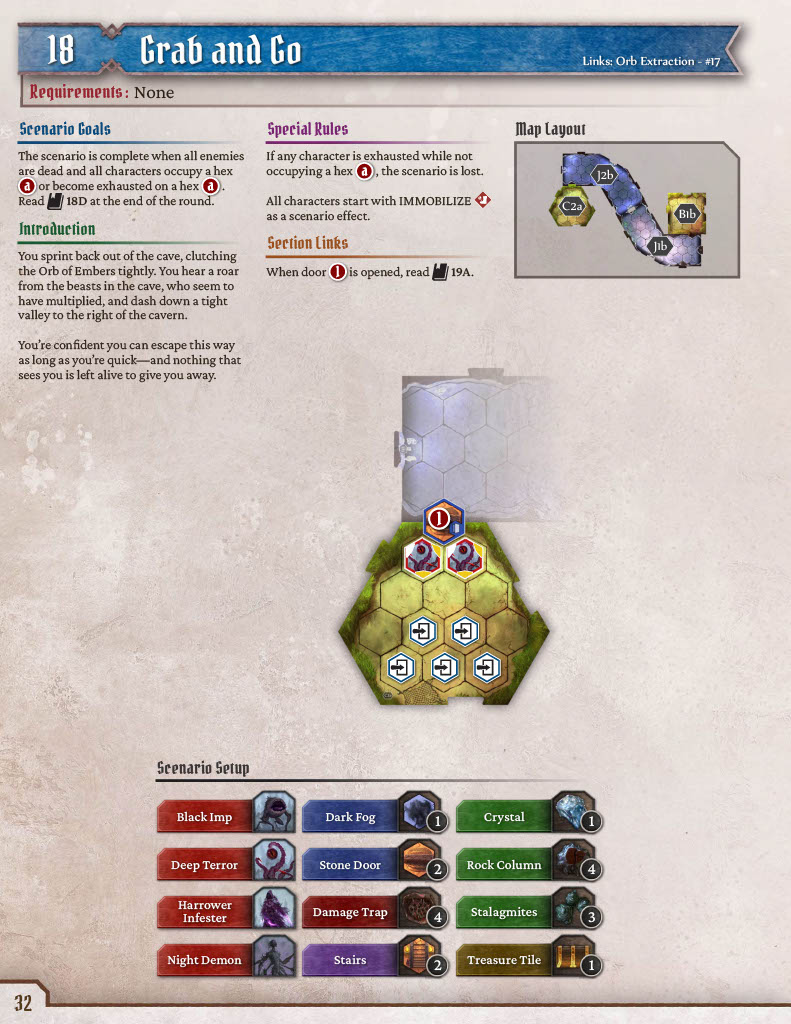 18 Grab and Go
Links: Orb Extraction - #17
Requirements: None
Scenario Goals
The scenario is complete when all enemies
are dead and all characters occupy a hex
a or become exhausted on a hex a.
Read 18D at the end of the round.
Introduction
You sprint back out of the cave, clutching
the Orb of Embers tightly. You hear a roar
from the beasts in the cave, who seem to
have multiplied, and dash down a tight
valley to the right of the cavern.
You're confident you can escape this way
as long as you're quick—and nothing that
sees you is left alive to give you away.
Special Rules
If any character is exhausted while not
occupying a hex a, the scenario is lost.
All characters start with IMMOBILIZE
as a scenario effect.
Section Links
When door 1 is opened, read 19A.
Map Layout
J2b
C2a
B1b
J1b
1
Scenario Setup
Black Imp
Dark Fog 1
Crystal 1
Deep Terror
Stone Door 2
Rock Column 4
Harrower
Infester
Damage Trap 4
Stalagmites 3
Night Demon
Stairs 2
Treasure Tile 1
32